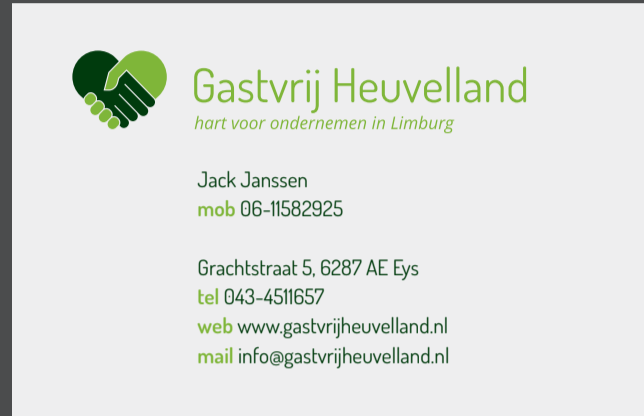 Gastvrij Heuvelland
hart voor ondernemen in Limburg
Jack Janssen
mob 06-11582925
Grachtstraat 5, 6287 AE Eys
tel 043-4511657
web www.gastvrijheuvelland.nl
mail info@gastvrijheuvelland.nl